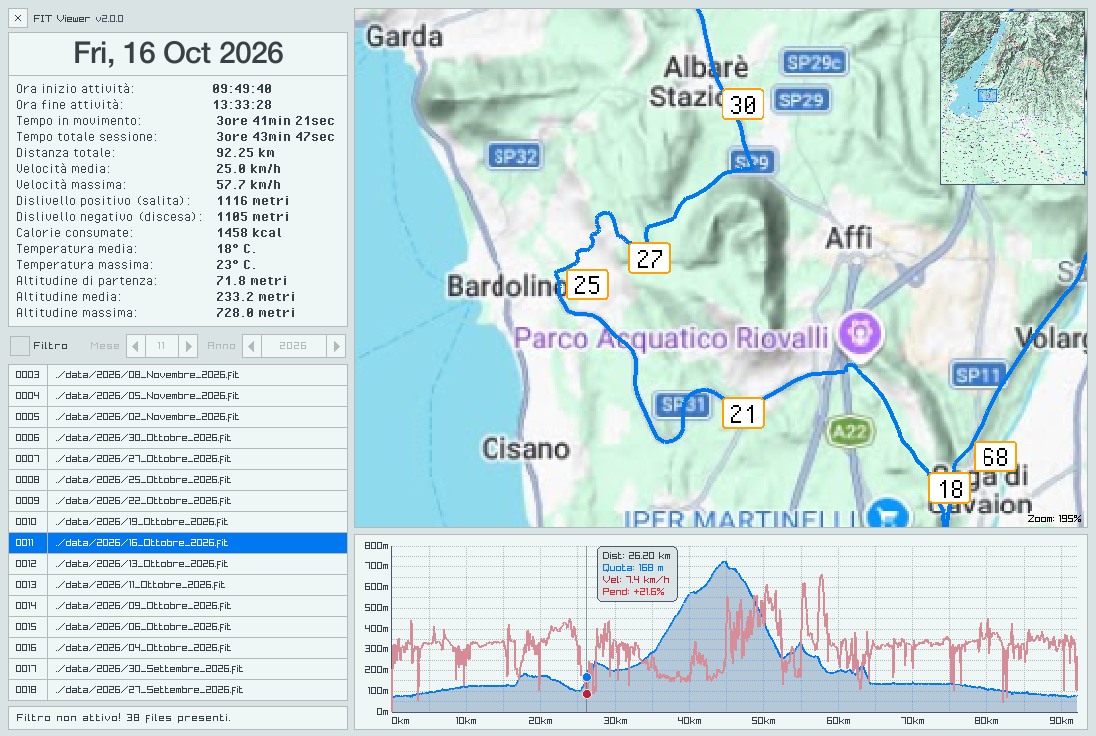 FIT Viewer v2.0.0
Fri, 16 Oct 2026
Ora inizio attività: 09:49:40
Ora fine attività: 13:33:28
Tempo in movimento: 3ore 41min 21sec
Tempo totale sessione: 3ore 43min 47sec
Distanza totale: 92.25 km
Velocità media: 25.0 km/h
Velocità massima: 57.7 km/h
Dislivello positivo (salita): 1116 metri
Dislivello negativo (discesa): 1105 metri
Calorie consumate: 1458 kcal
Temperatura media: 18° C.
Temperatura massima: 23° C.
Altitudine di partenza: 71.8 metri
Altitudine media: 233.2 metri
Altitudine massima: 728.0 metri
Filtro Mese 11 Anno 2026
0003 ./data/2026/08_Novembre_2026.fit
0004 ./data/2026/05_Novembre_2026.fit
0005 ./data/2026/02_Novembre_2026.fit
0006 ./data/2026/30_Ottobre_2026.fit
0007 ./data/2026/27_Ottobre_2026.fit
0008 ./data/2026/25_Ottobre_2026.fit
0009 ./data/2026/22_Ottobre_2026.fit
0010 ./data/2026/19_Ottobre_2026.fit
0011 ./data/2026/16_Ottobre_2026.fit
0012 ./data/2026/13_Ottobre_2026.fit
0013 ./data/2026/11_Ottobre_2026.fit
0014 ./data/2026/09_Ottobre_2026.fit
0015 ./data/2026/06_Ottobre_2026.fit
0016 ./data/2026/04_Ottobre_2026.fit
0017 ./data/2026/30_Settembre_2026.fit
0018 ./data/2026/27_Settembre_2026.fit
Filtro non attivo! 38 files presenti.
Garda
Albarè
Stazio
SP29c
SP29
30
SP32
SP9
27
Affi
25
Bardolino
Parco Acquatico Riovalli
Volarg
SP11
SP31
21
A22
Cisano
68
18
ga di
Cavaion
IPER MARTINELLI
Zoom: 195%
800m
700m
600m
500m
400m
300m
200m
100m
0m
Dist: 26.20 km
Quota: 168 m
Vel: 7.4 km/h
Pend: +21.6%
0km 10km 20km 30km 40km 50km 60km 70km 80km 90km